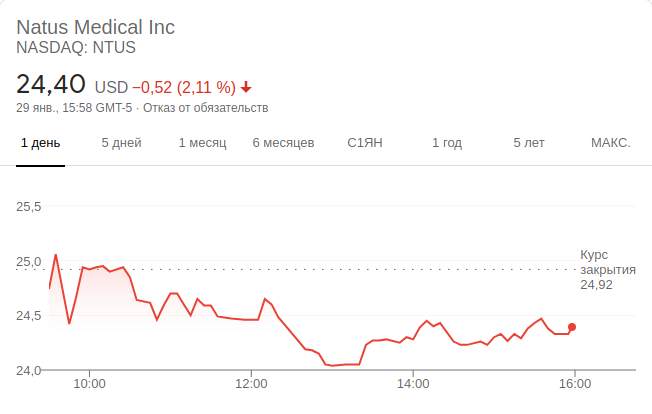 Natus Medical Inc
NASDAQ: NTUS
24,40 USD −0,52 (2,11 %)
29 янв., 15:58 GMT-5 · Отказ от обязательств
1 день 5 дней 1 месяц 6 месяцев С1ЯН 1 год 5 лет МАКС.
25,5
Курс
25,0 закрытия
24,92
24,5
24,0
10:00 12:00 14:00 16:00